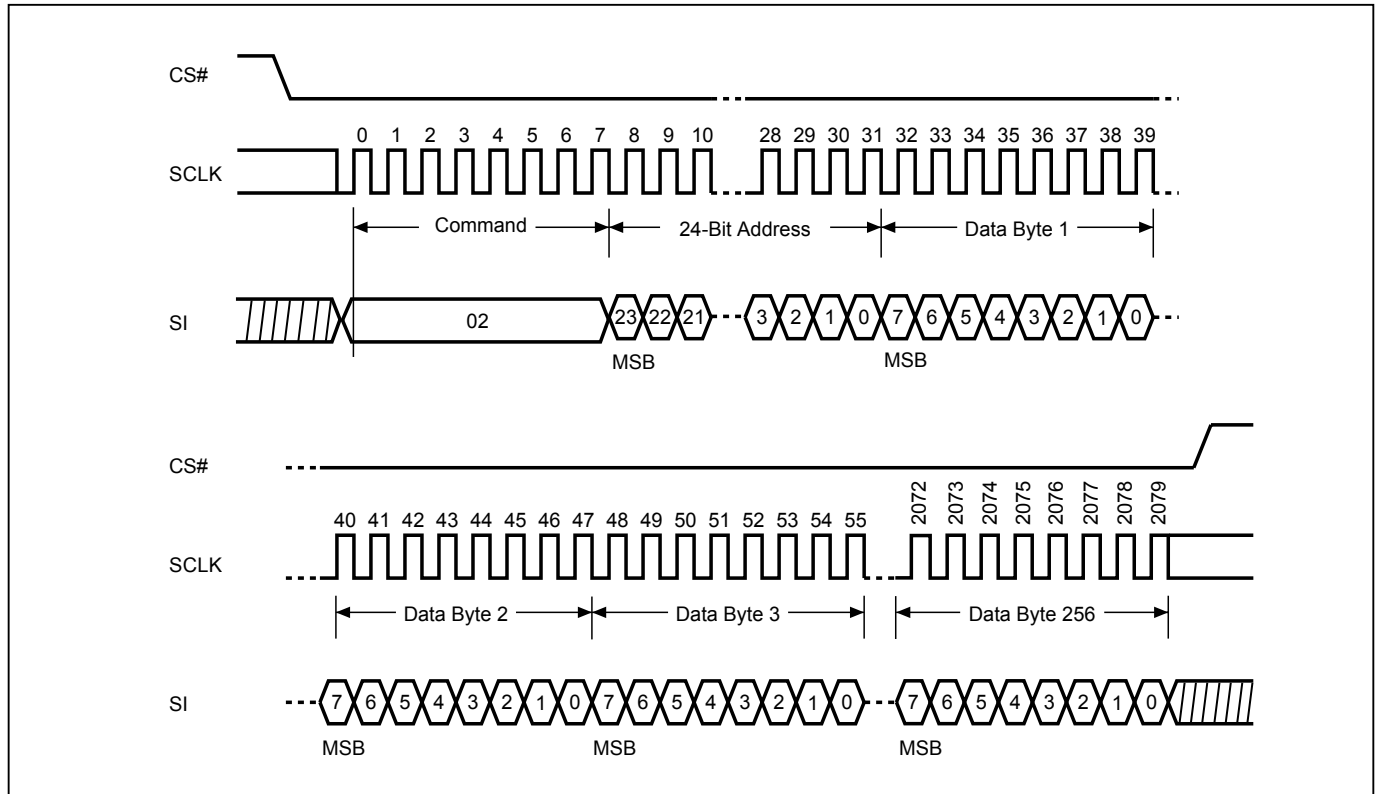 CS#
0 1 2 3 4 5 6 7 8 9 10 28 29 30 31 32 33 34 35 36 37 38 39
SCLK
Command 24-Bit Address Data Byte 1
SI 02 23 22 21 3 2 1 0 7 6 5 4 3 2 1 0
MSB MSB
CS#
2072 2073 2074 2075 2076 2077 2078 2079
40 41 42 43 44 45 46 47 48 49 50 51 52 53 54 55
SCLK
Data Byte 2 Data Byte 3 Data Byte 256
SI 7 6 5 4 3 2 1 0 7 6 5 4 3 2 1 0 7 6 5 4 3 2 1 0
MSB MSB MSB